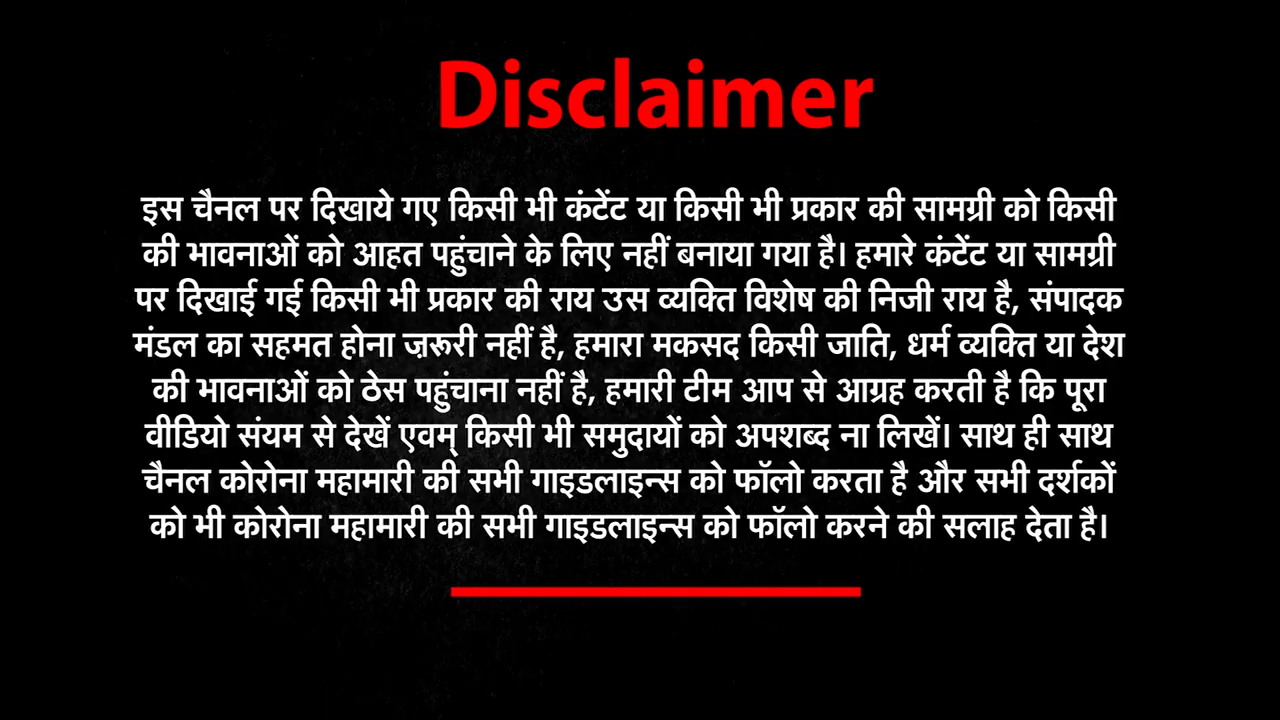 Disclaimer
इस चैनल पर दिखाये गए किसी भी कंटेंट या किसी भी प्रकार की सामग्री को किसी
की भावनाओं को आहत पहुंचाने के लिए नहीं बनाया गया है। हमारे कंटेंट या सामग्री
पर दिखाई गई किसी भी प्रकार की राय उस व्यक्ति विशेष की निजी राय है, संपादक
मंडल का सहमत होना ज़रूरी नहीं है, हमारा मकसद किसी जाति, धर्म व्यक्ति या देश
की भावनाओं को ठेस पहुंचाना नहीं है, हमारी टीम आप से आग्रह करती है कि पूरा
वीडियो संयम से देखें एवम् किसी भी समुदायों को अपशब्द ना लिखें। साथ ही साथ
चैनल कोरोना महामारी की सभी गाइडलाइन्स को फॉलो करता है और सभी दर्शकों
को भी कोरोना महामारी की सभी गाइडलाइन्स को फॉलो करने की सलाह देता है।